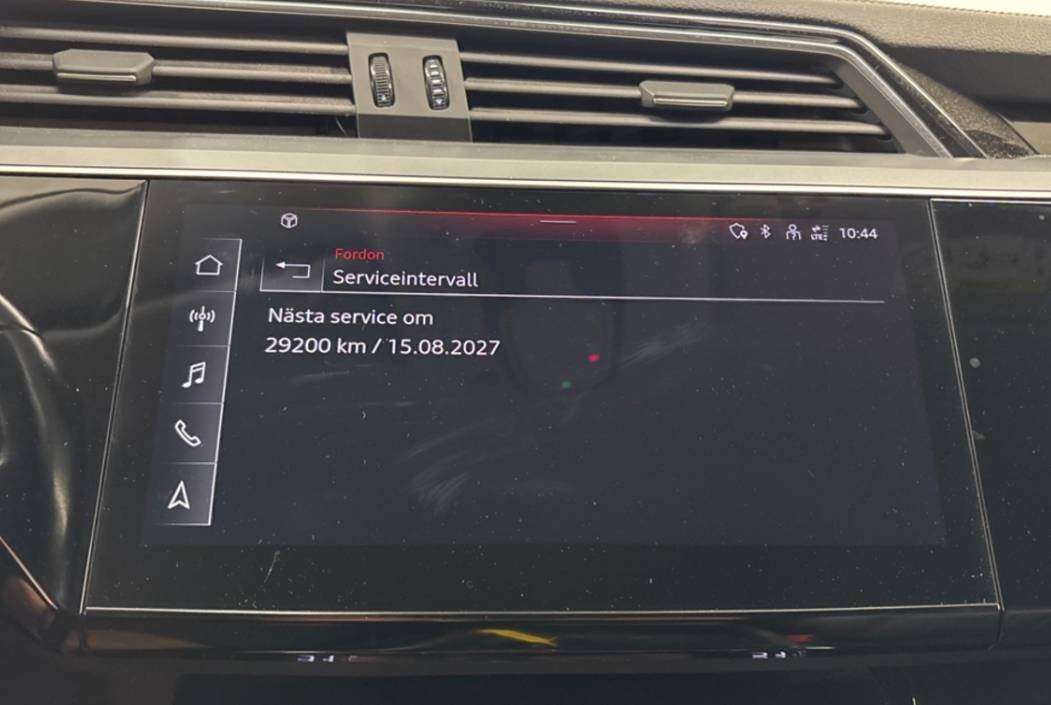 10:44
Fordon
Serviceintervall
Nästa service om
29200 km / 15.08.2027